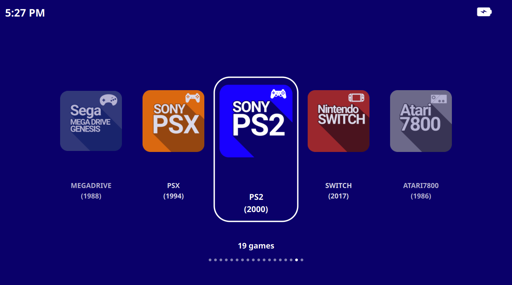 5:27 PM
Sega
MEGA DRIVE
GENESIS
SONY
PSX
SONY
PS2
Nintendo
SWITCH
Atari
7800
MEGADRIVE
(1988)
PSX
(1994)
PS2
(2000)
SWITCH
(2017)
ATARI7800
(1986)
19 games